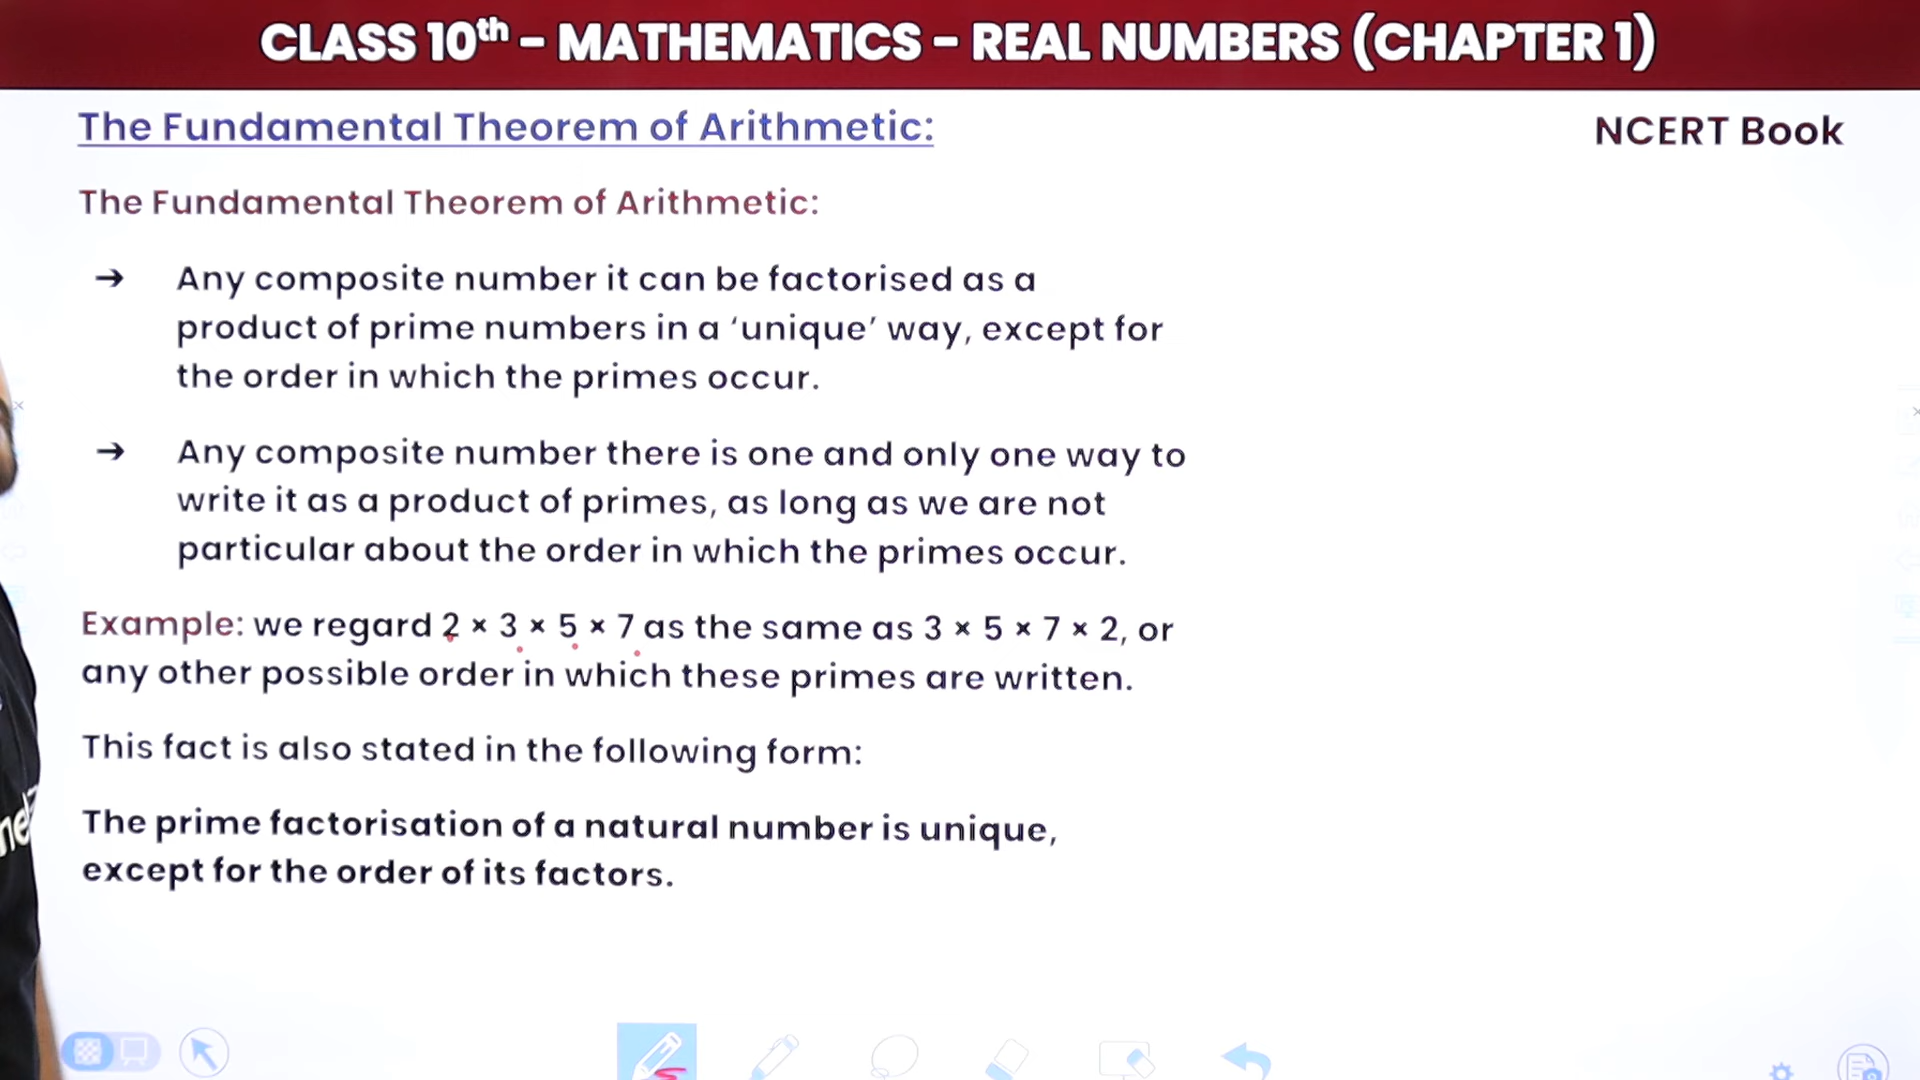 CLASS 10th - MATHEMATICS - REAL NUMBERS (CHAPTER 1)
The Fundamental Theorem of Arithmetic:
NCERT Book
The Fundamental Theorem of Arithmetic:
➔ Any composite number it can be factorised as a
product of prime numbers in a ‘unique’ way, except for
the order in which the primes occur.
➔ Any composite number there is one and only one way to
write it as a product of primes, as long as we are not
particular about the order in which the primes occur.
Example: we regard 2 × 3 × 5 × 7 as the same as 3 × 5 × 7 × 2, or
any other possible order in which these primes are written.
This fact is also stated in the following form:
The prime factorisation of a natural number is unique,
except for the order of its factors.